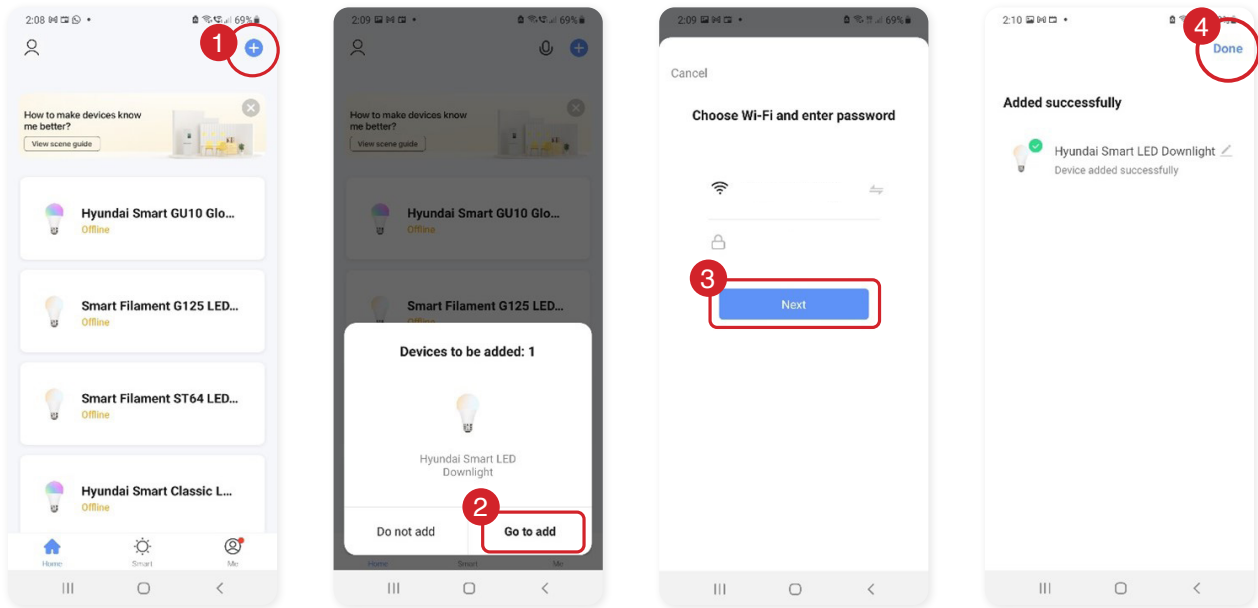 2:08
69%
1
How to make devices know
me better?
View scene guide
Hyundai Smart GU10 Glo...
Offline
Smart Filament G125 LED...
Offline
Smart Filament ST64 LED...
Offline
Hyundai Smart Classic L...
Offline
Home
Smart
Me
2:09
69%
How to make devices know
me better?
View scene guide
Hyundai Smart GU10 Glo...
Offline
Smart Filament G125 LED...
Offline
Devices to be added: 1
Hyundai Smart LED
Downlight
2
Do not add
Go to add
Home
Smart
Me
2:09
69%
Cancel
Choose Wi-Fi and enter password
3
Next
2:10
4
Done
Added successfully
Hyundai Smart LED Downlight
Device added successfully